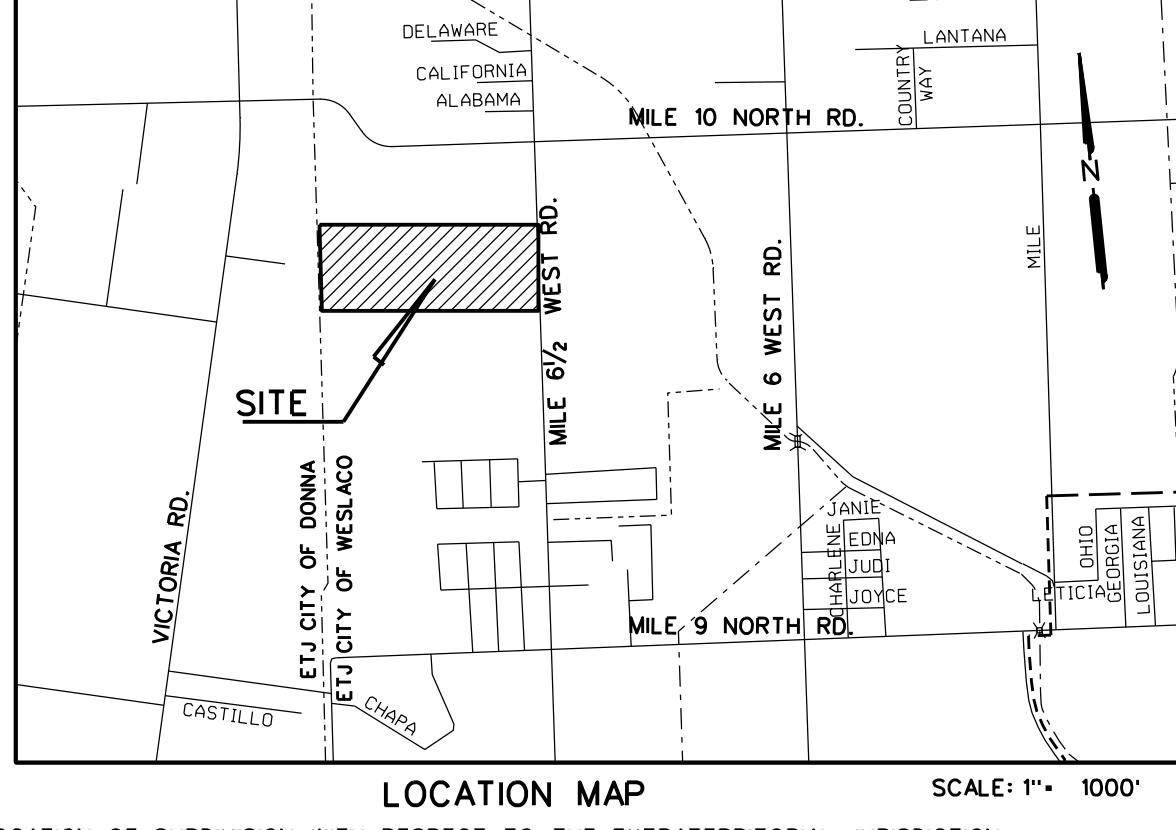 DELAWARE
CALIFORNIA
ALABAMA
LANTANA
COUNTRY
WAY
MILE 10 NORTH RD.
N
MILE
MILE 6½ WEST RD.
MILE 6 WEST RD.
SITE
VICTORIA RD.
ETJ CITY OF DONNA
ETJ CITY OF WESLACO
JANIE
EDNA
JUDI
JOYCE
CHARLENE
OHIO
GEORGIA
LOUISIANA
LETICIA
MILE 9 NORTH RD.
CASTILLO
CHAPA
LOCATION MAP
SCALE: 1"= 1000'